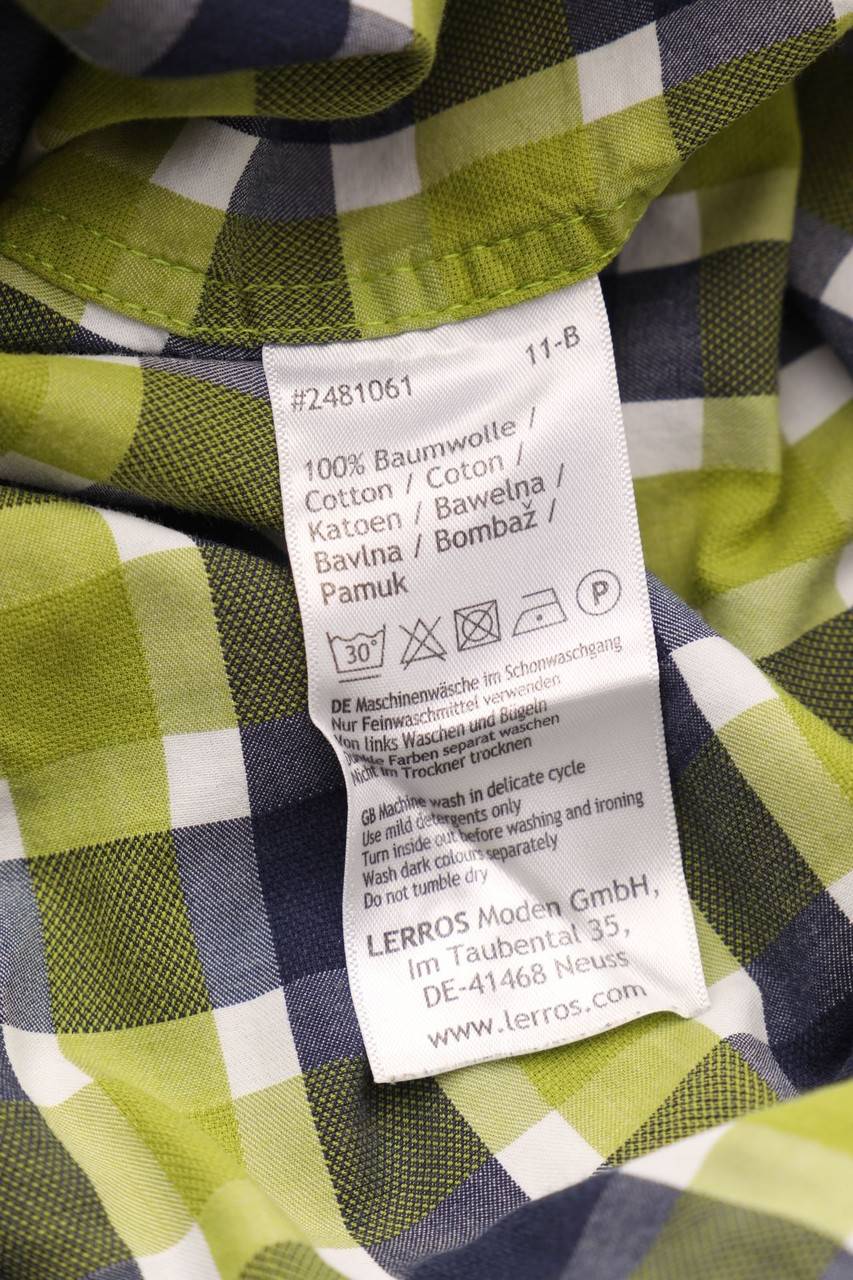 #2481061 11-B
100% Baumwolle /
Cotton / Coton /
Katoen / Bawełna /
Bavlna / Bombaž /
Pamuk
30° P
DE Maschinenwäsche im Schonwaschgang
Nur Feinwaschmittel verwenden
Von links Waschen und Bügeln
Dunkle Farben separat waschen
Nicht im Trockner trocknen
GB Machine wash in delicate cycle
Use mild detergents only
Turn inside out before washing and ironing
Wash dark colours separately
Do not tumble dry
LERROS Moden GmbH,
Im Taubental 35,
DE-41468 Neuss
www.lerros.com